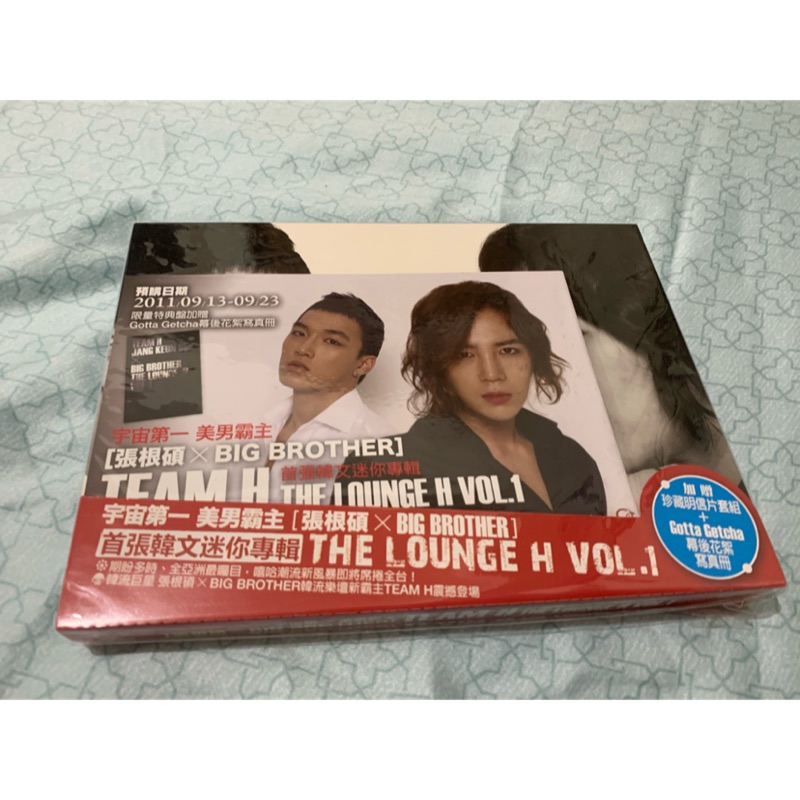 預購日期
2011.09.13-09.23
限量特典盤加贈
Gotta Getcha幕後花絮寫真冊
TEAM H
JANG KEUN
BIG BROTHER
THE LOUNGE
宇宙第一 美男霸主
[張根碩×BIG BROTHER]
首張韓文迷你專輯
TEAM H THE LOUNGE H VOL.1
宇宙第一 美男霸主 [張根碩×BIG BROTHER]
首張韓文迷你專輯 THE LOUNGE H VOL.1
期盼多時、全亞洲最矚目，嘻哈潮流新風暴即將席捲全台！
韓流巨星 張根碩×BIG BROTHER韓流樂壇新霸主TEAM H震撼登場
加贈
珍藏明信片套組
+
Gotta Getcha
幕後花絮
寫真冊